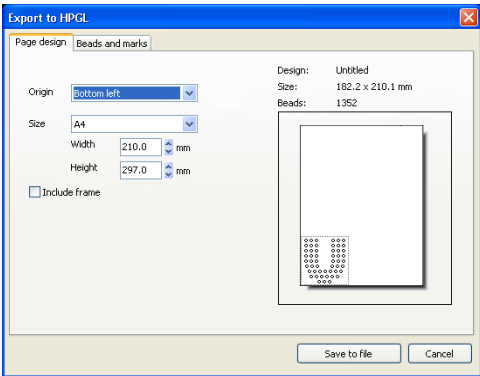 Export to HPGL
Page design
Beads and marks
Origin
Bottom left
Size
A4
Width
210.0
mm
Height
297.0
mm
Include frame
Design:
Untitled
Size:
182.2 x 210.1 mm
Beads:
1352
Save to file
Cancel